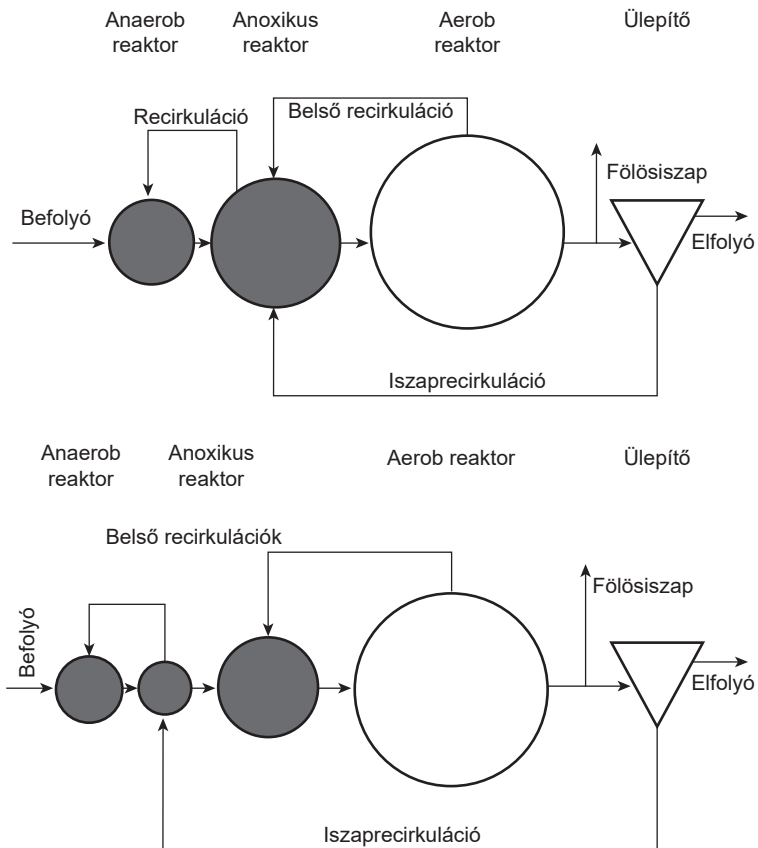 Anaerob
reaktor
Anoxikus
reaktor
Aerob
reaktor
Ülepítő
Recirkuláció
Belső recirkuláció
Fölösiszap
Befolyó
Elfolyó
Iszaprecirkuláció
Anaerob
reaktor
Anoxikus
reaktor
Aerob reaktor
Ülepítő
Belső recirkulációk
Fölösiszap
Befolyó
Elfolyó
Iszaprecirkuláció